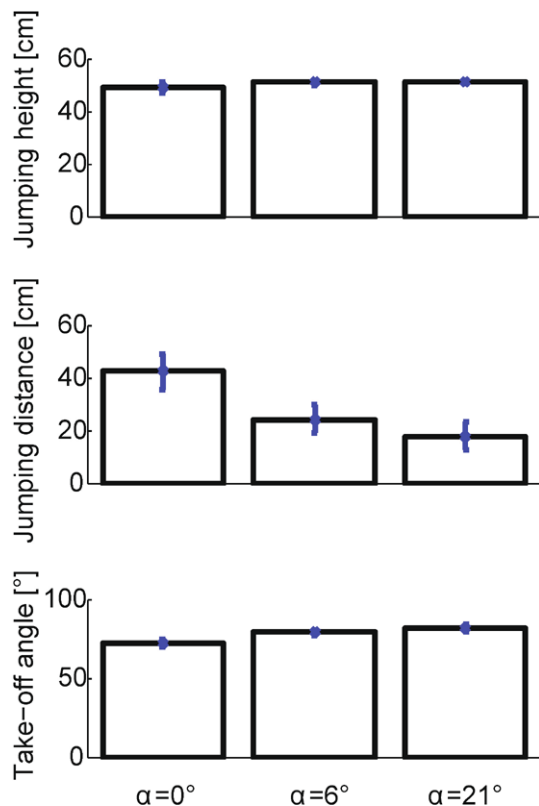 Jumping height [cm]
60
40
20
0
Jumping distance [cm]
60
40
20
0
Take-off angle [°]
100
50
0
α=0° α=6° α=21°